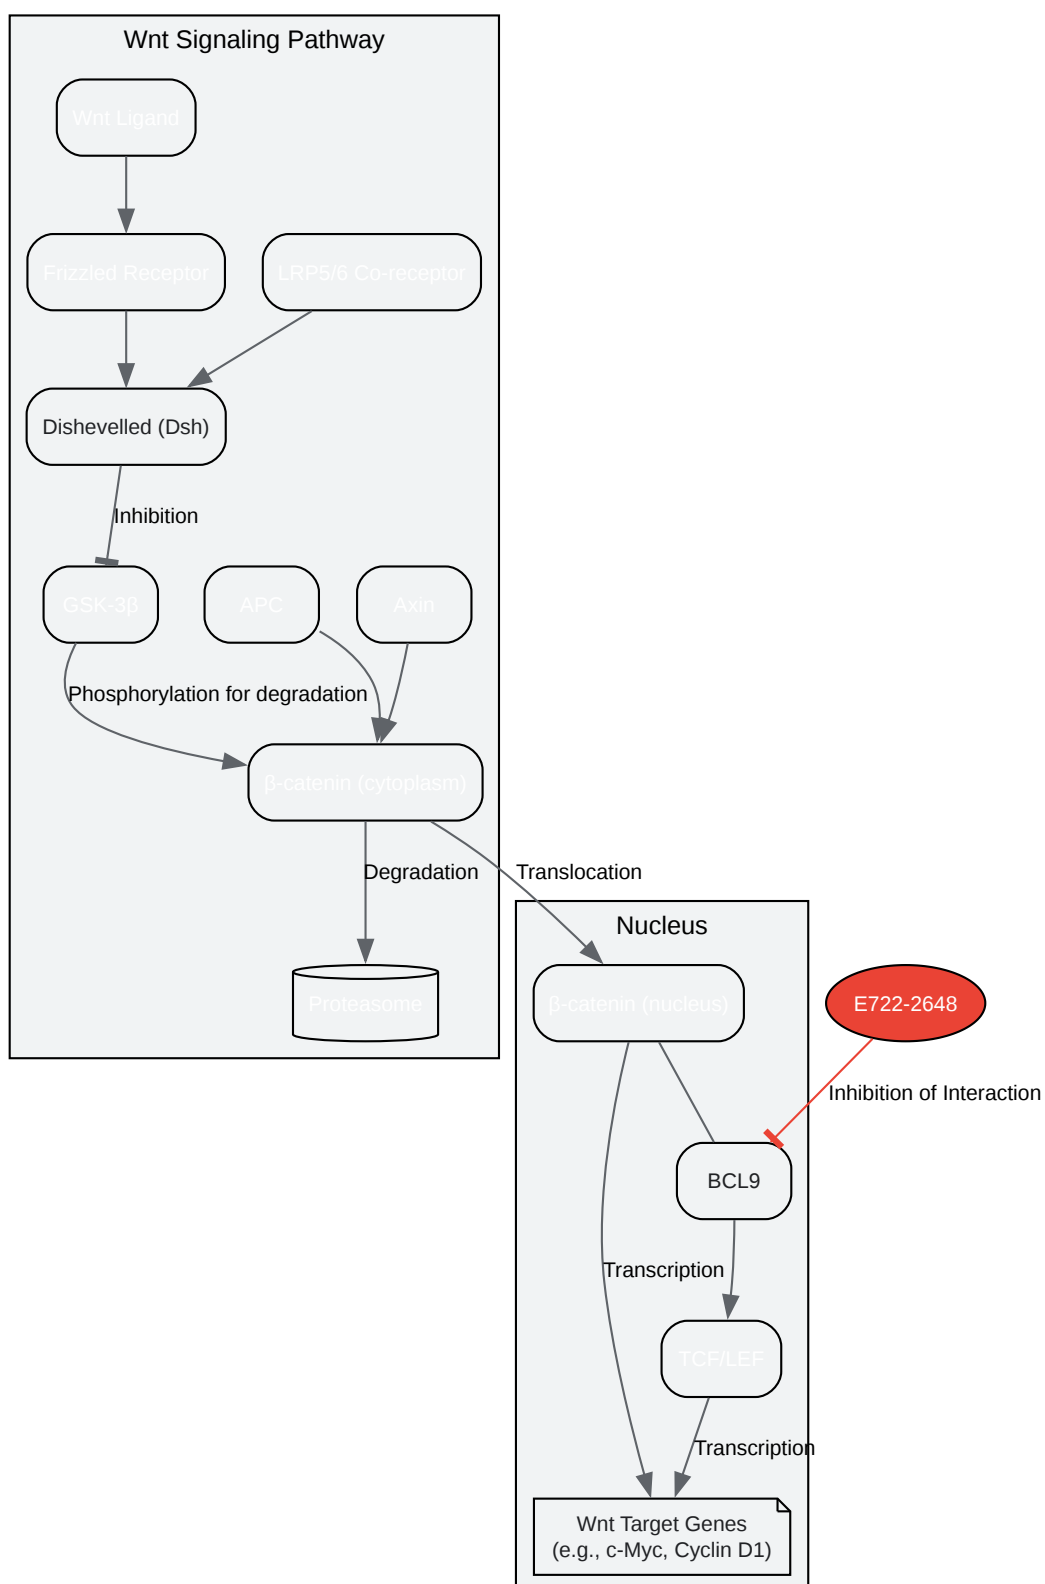 Wnt Signaling Pathway
Wnt Ligand
Frizzled Receptor
LRP5/6 Co-receptor
Dishevelled (Dsh)
Inhibition
GSK-3β
APC
Axin
Phosphorylation for degradation
β-catenin (cytoplasm)
Degradation
Translocation
Nucleus
Proteasome
β-catenin (nucleus)
E722-2648
Inhibition of Interaction
BCL9
Transcription
TCF/LEF
Transcription
Wnt Target Genes
(e.g., c-Myc, Cyclin D1)